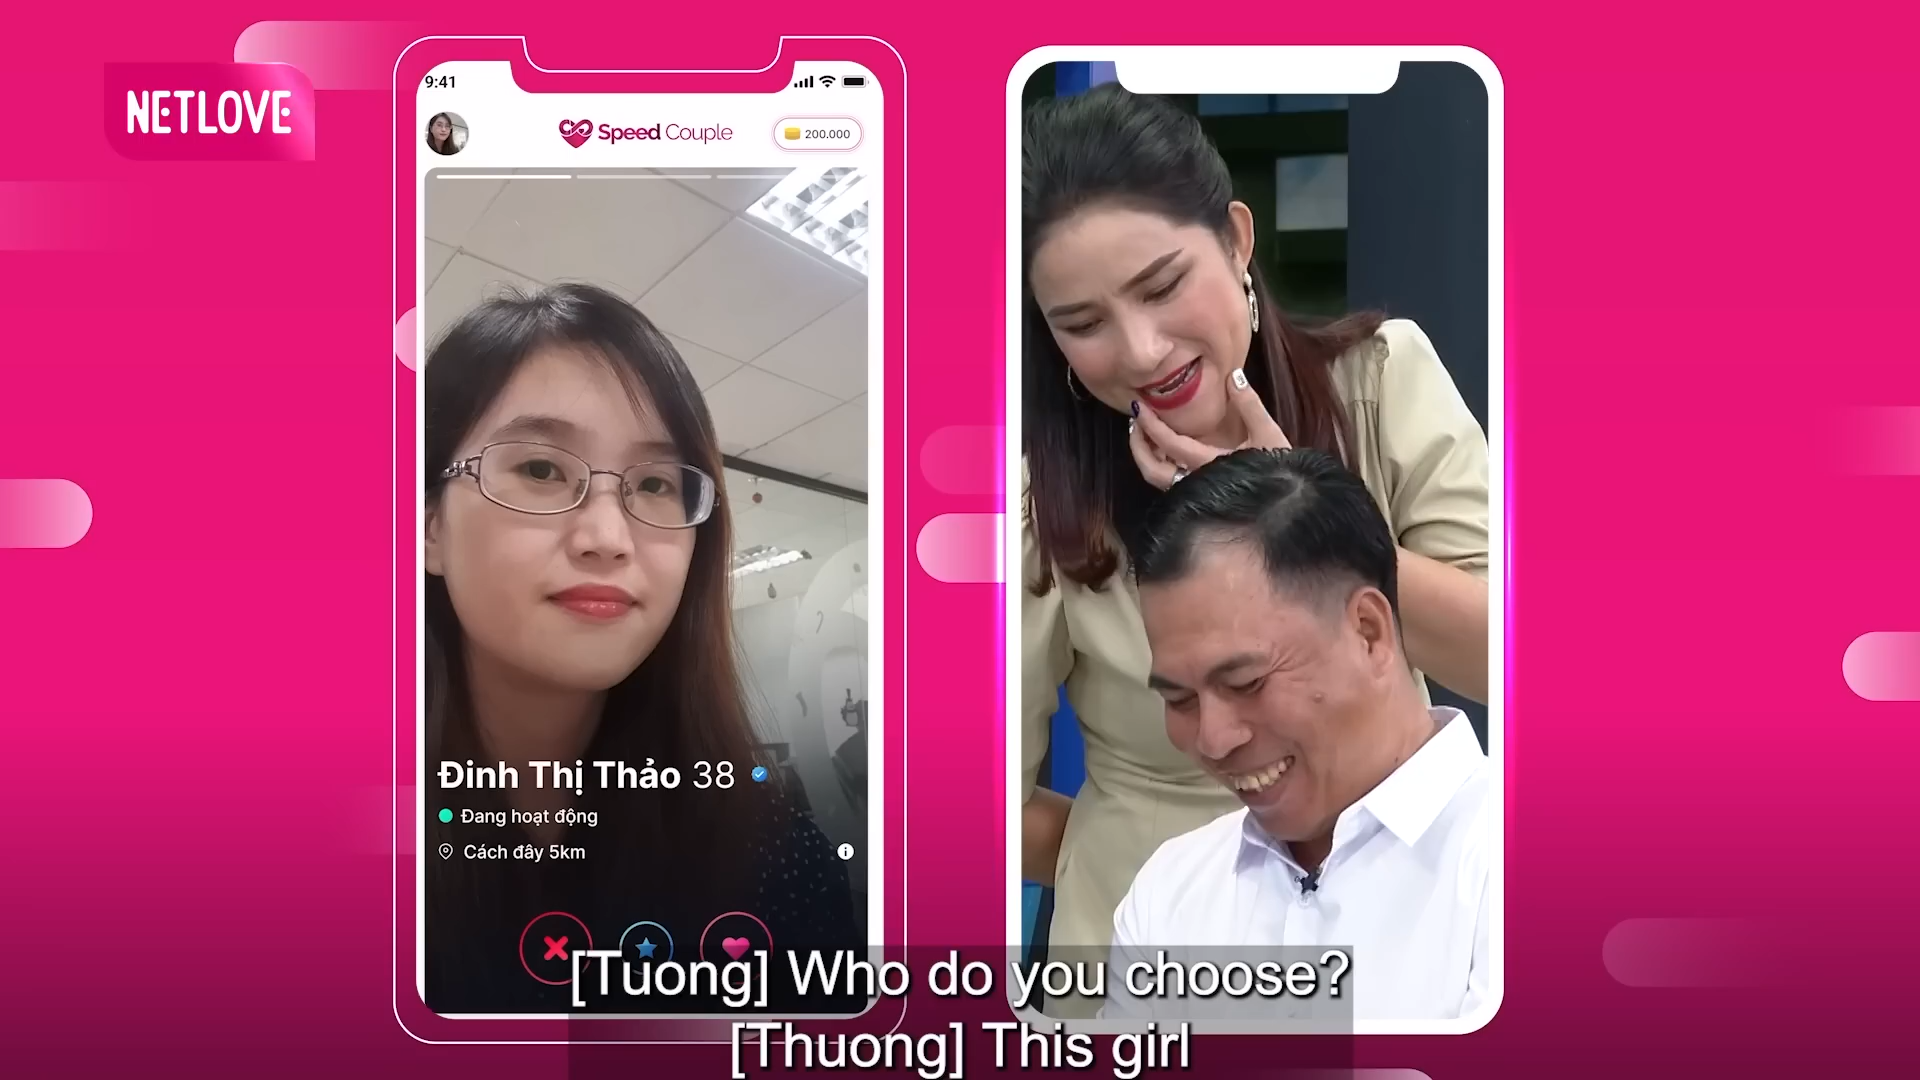 NETLOVE
9:41
Speed Couple
200.000
Đinh Thị Thảo 38
Đang hoạt động
Cách đây 5km
[Tuong] Who do you choose?
[Thuong] This girl